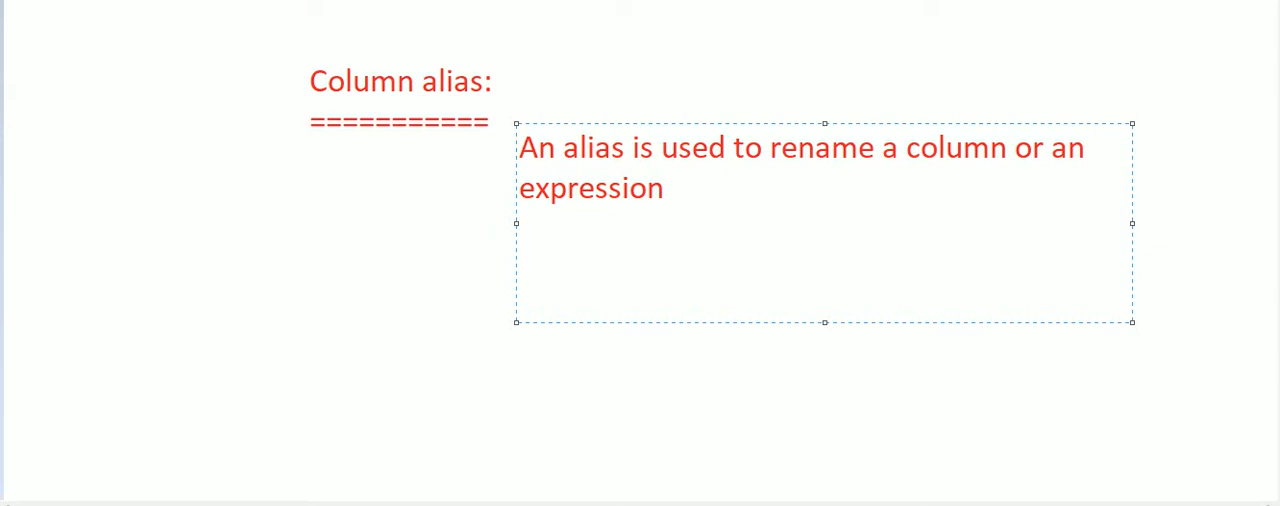 Column alias:
===========
An alias is used to rename a column or an
expression